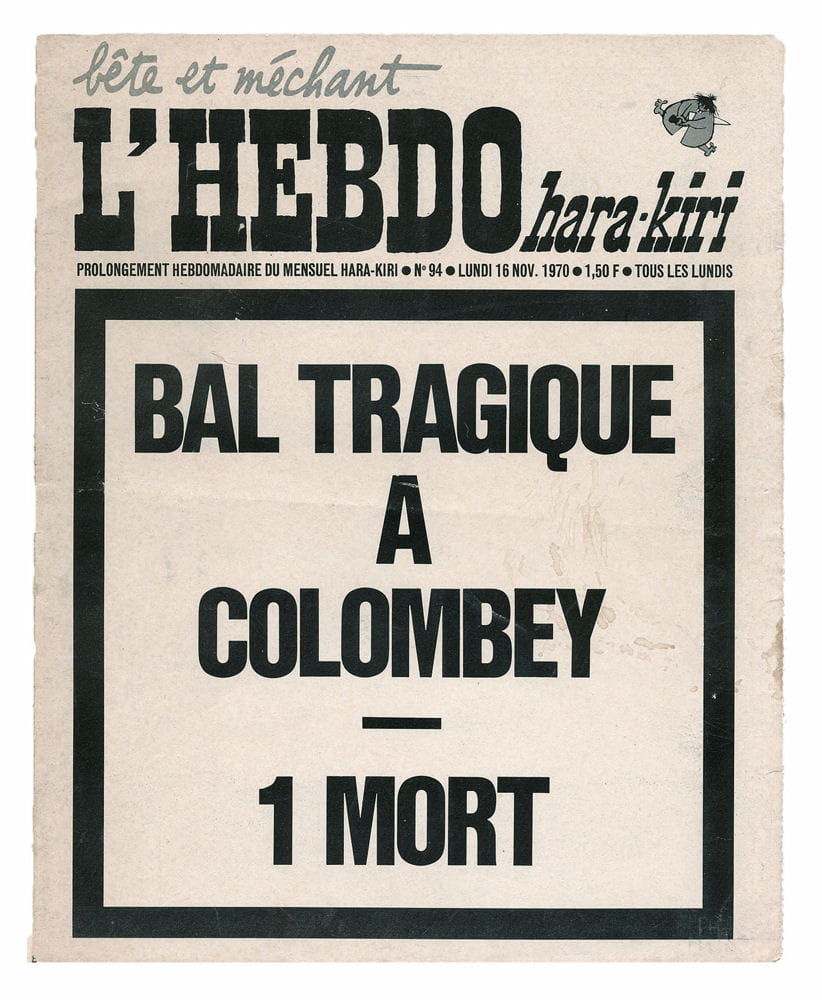 bête et méchant
L'HEBDO hara-kiri
PROLONGEMENT HEBDOMADAIRE DU MENSUEL HARA-KIRI ● N° 94 ● LUNDI 16 NOV. 1970 ● 1,50 F ● TOUS LES LUNDIS
BAL TRAGIQUE
A
COLOMBEY
—
1 MORT